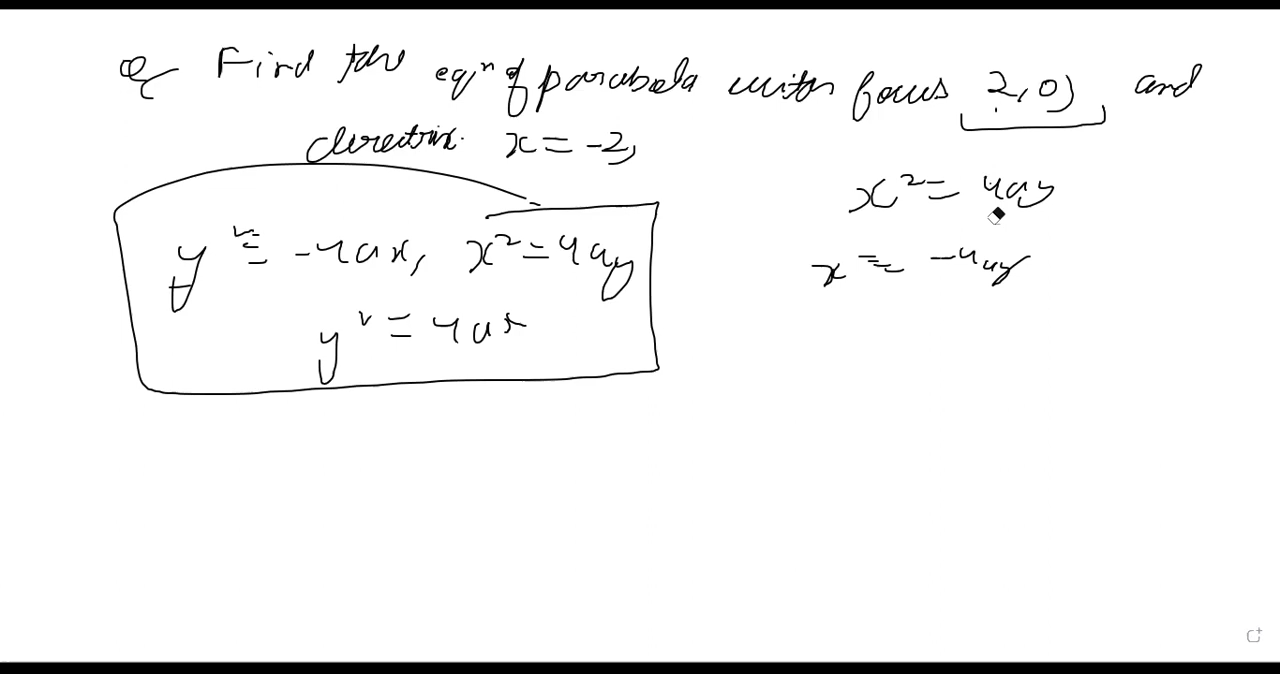 Q Find the eqⁿ of parabola with focus 2,0) and
directrix x = -2,
x² = 4ay
y² = -4ax, x² = 4ay
x² = -4ay
y² = 4ax